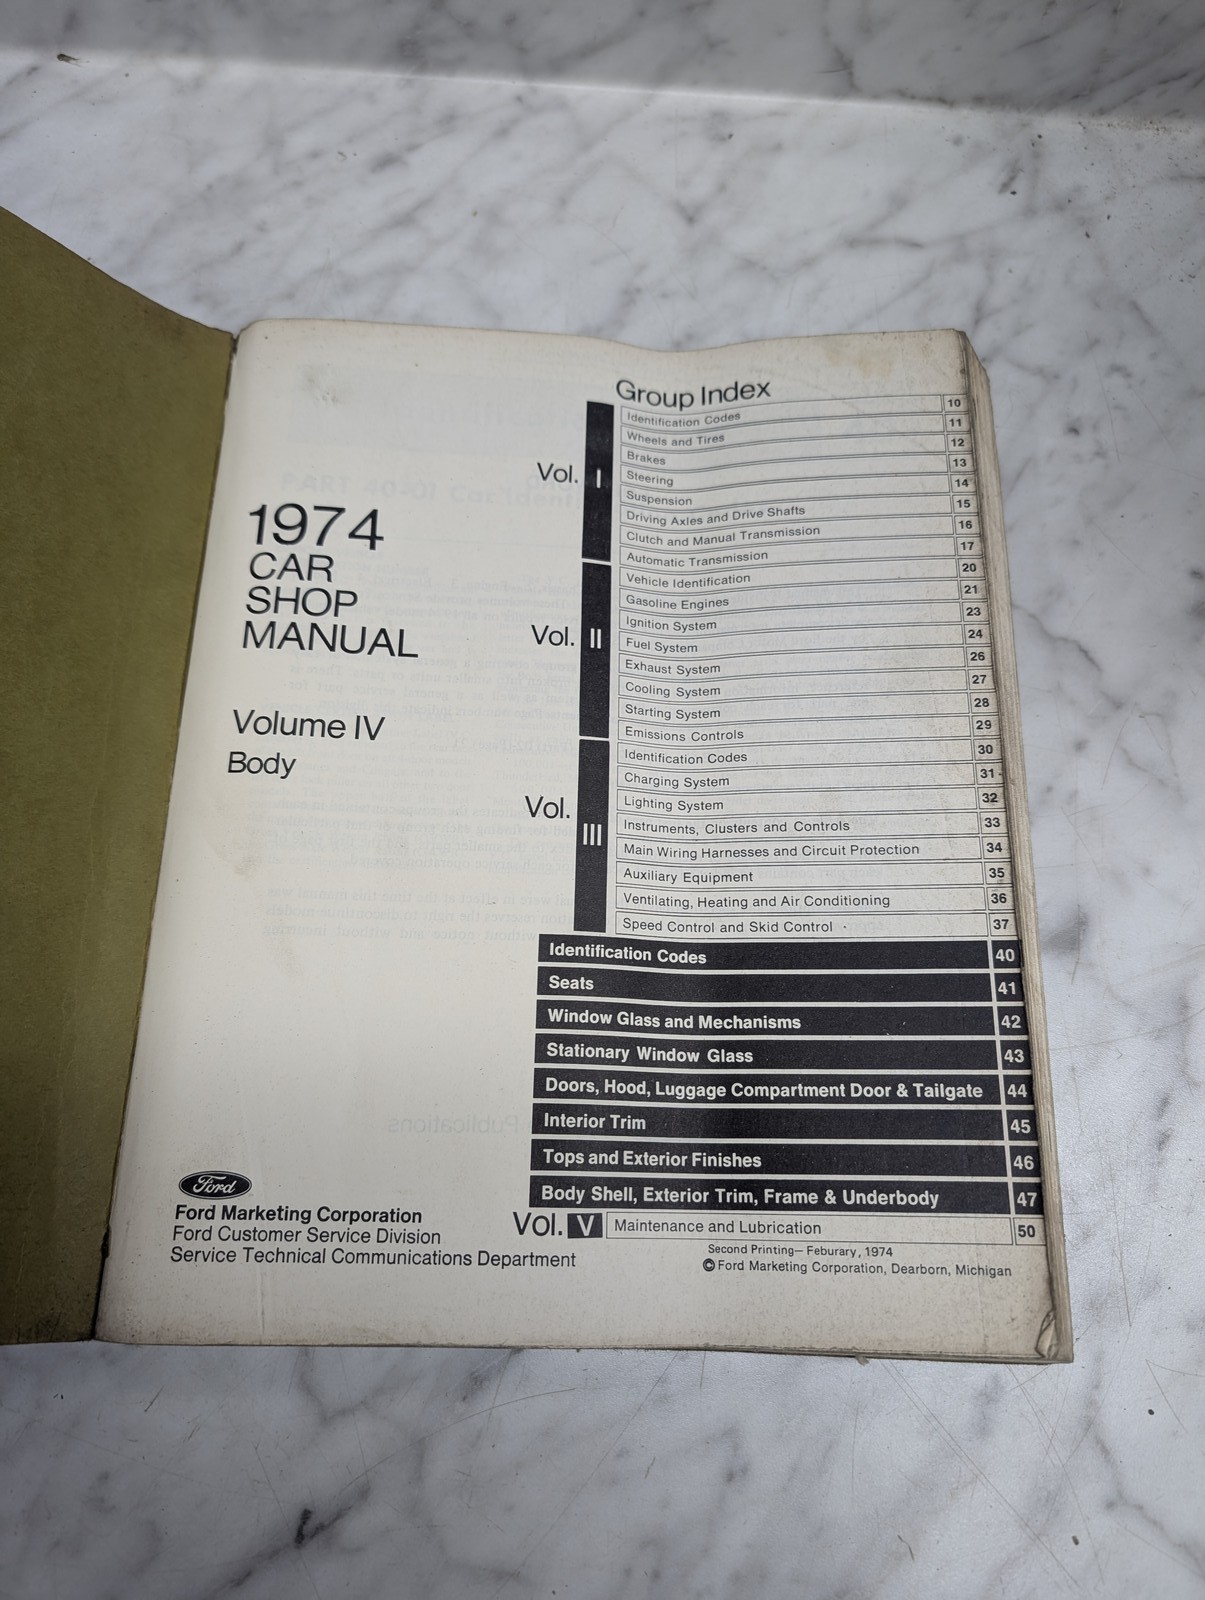 Group Index
Vol. I
Identification Codes 10
Wheels and Tires 11
Brakes 12
Steering 13
Suspension 14
Driving Axles and Drive Shafts 15
Clutch and Manual Transmission 16
Automatic Transmission 17
Vol. II
Vehicle Identification 20
Gasoline Engines 21
Ignition System 23
Fuel System 24
Exhaust System 26
Cooling System 27
Starting System 28
Emissions Controls 29
Vol. III
Identification Codes 30
Charging System 31
Lighting System 32
Instruments, Clusters and Controls 33
Main Wiring Harnesses and Circuit Protection 34
Auxiliary Equipment 35
Ventilating, Heating and Air Conditioning 36
Speed Control and Skid Control 37
1974
CAR
SHOP
MANUAL
Volume IV
Body
Identification Codes 40
Seats 41
Window Glass and Mechanisms 42
Stationary Window Glass 43
Doors, Hood, Luggage Compartment Door & Tailgate 44
Interior Trim 45
Tops and Exterior Finishes 46
Body Shell, Exterior Trim, Frame & Underbody 47
Vol. V Maintenance and Lubrication 50
Ford
Ford Marketing Corporation
Ford Customer Service Division
Service Technical Communications Department
Second Printing—Feburary, 1974
© Ford Marketing Corporation, Dearborn, Michigan